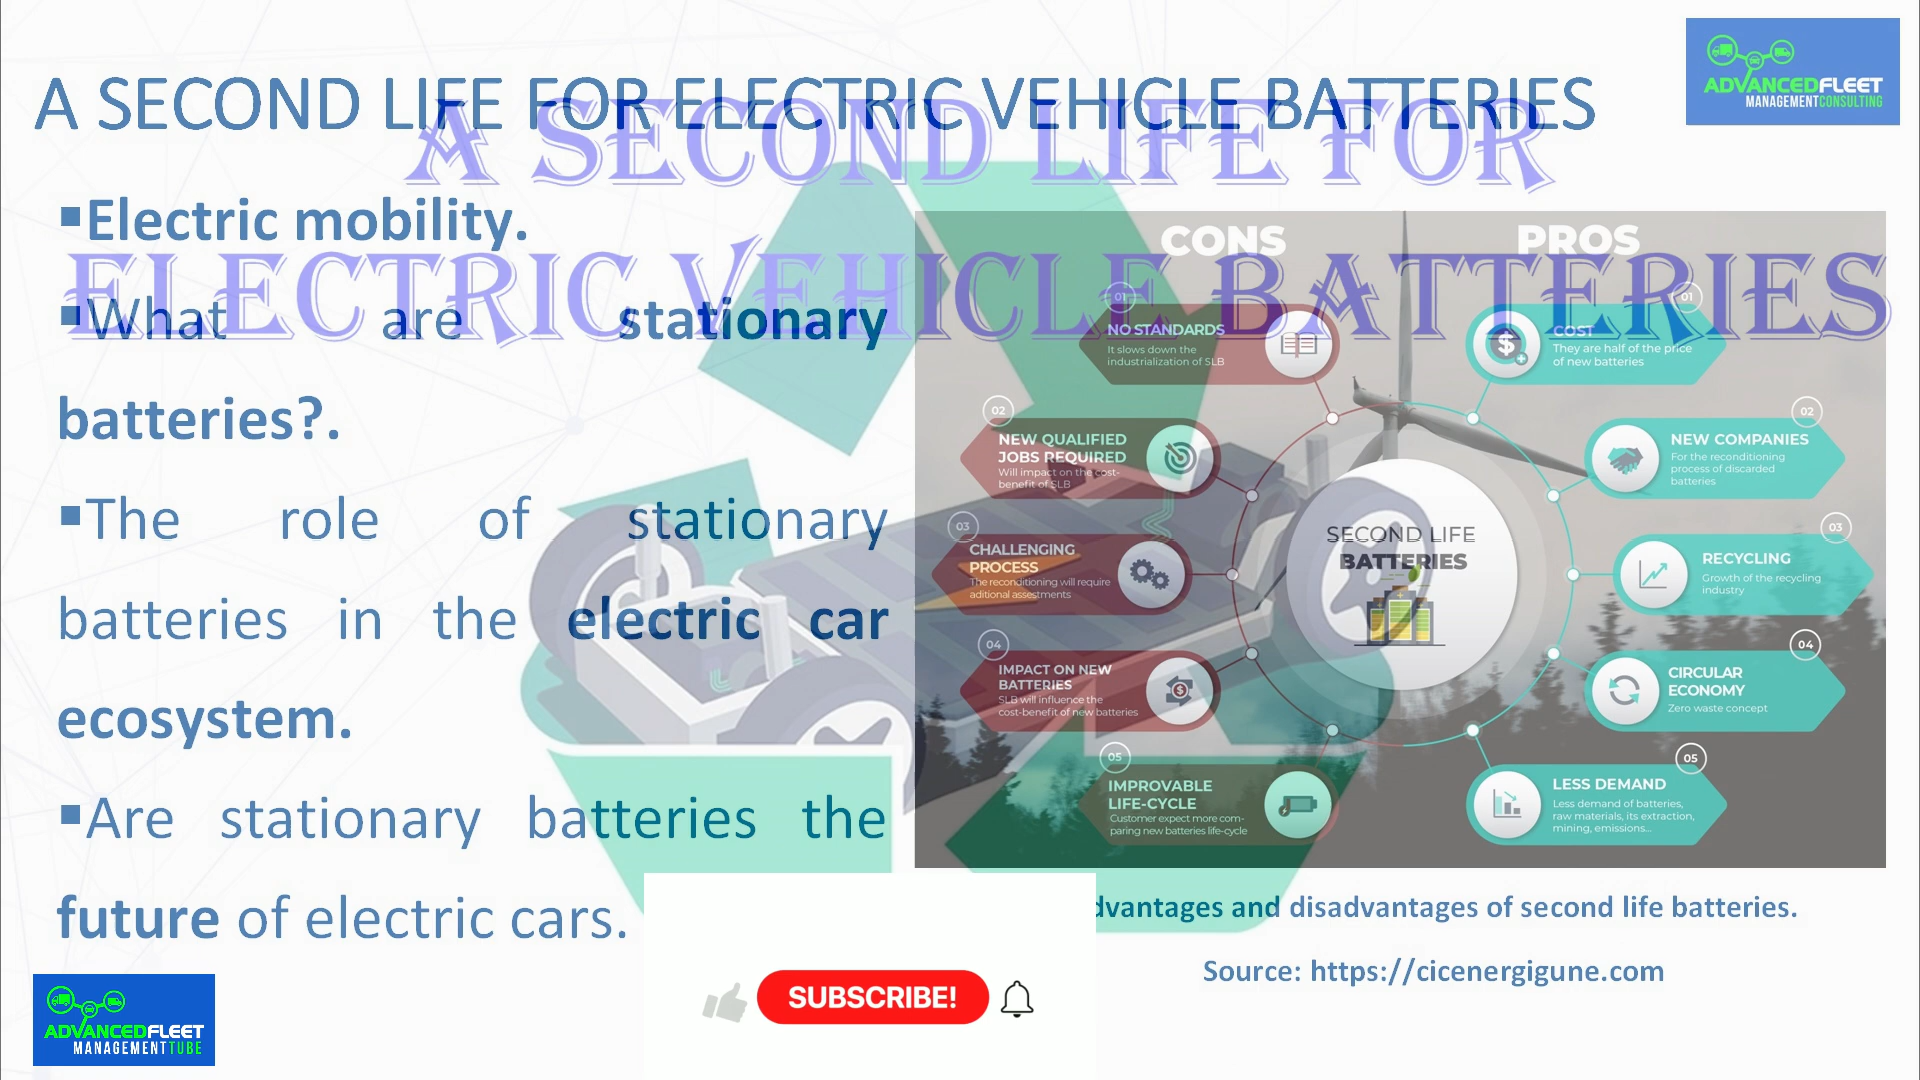 A SECOND LIFE FOR ELECTRIC VEHICLE BATTERIES
ADVANCEDFLEET
MANAGEMENTCONSULTING
A SECOND LIFE FOR
ELECTRIC VEHICLE BATTERIES
▪Electric mobility.
▪What are stationary
batteries?.
▪The role of stationary
batteries in the electric car
ecosystem.
▪Are stationary batteries the
future of electric cars.
CONS
01
NO STANDARDS
It slows down the
industrialization of SLB
02
NEW QUALIFIED
JOBS REQUIRED
Will impact on the cost-
benefit of SLB
03
CHALLENGING
PROCESS
The reconditioning will require
aditional assestments
04
IMPACT ON NEW
BATTERIES
SLB will influence the
cost-benefit of new batteries
05
IMPROVABLE
LIFE-CYCLE
Customer expect more com-
paring new batteries life-cycle
SECOND LIFE
BATTERIES
PROS
01
COST
They are half of the price
of new batteries
02
NEW COMPANIES
For the reconditioning
process of discarded
batteries
03
RECYCLING
Growth of the recycling
industry
04
CIRCULAR
ECONOMY
Zero waste concept
05
LESS DEMAND
Less demand of batteries,
raw materials, its extraction,
mining, emissions...
dvantages and disadvantages of second life batteries.
Source: https://cicenergigune.com
SUBSCRIBE!
ADVANCEDFLEET
MANAGEMENTTUBE